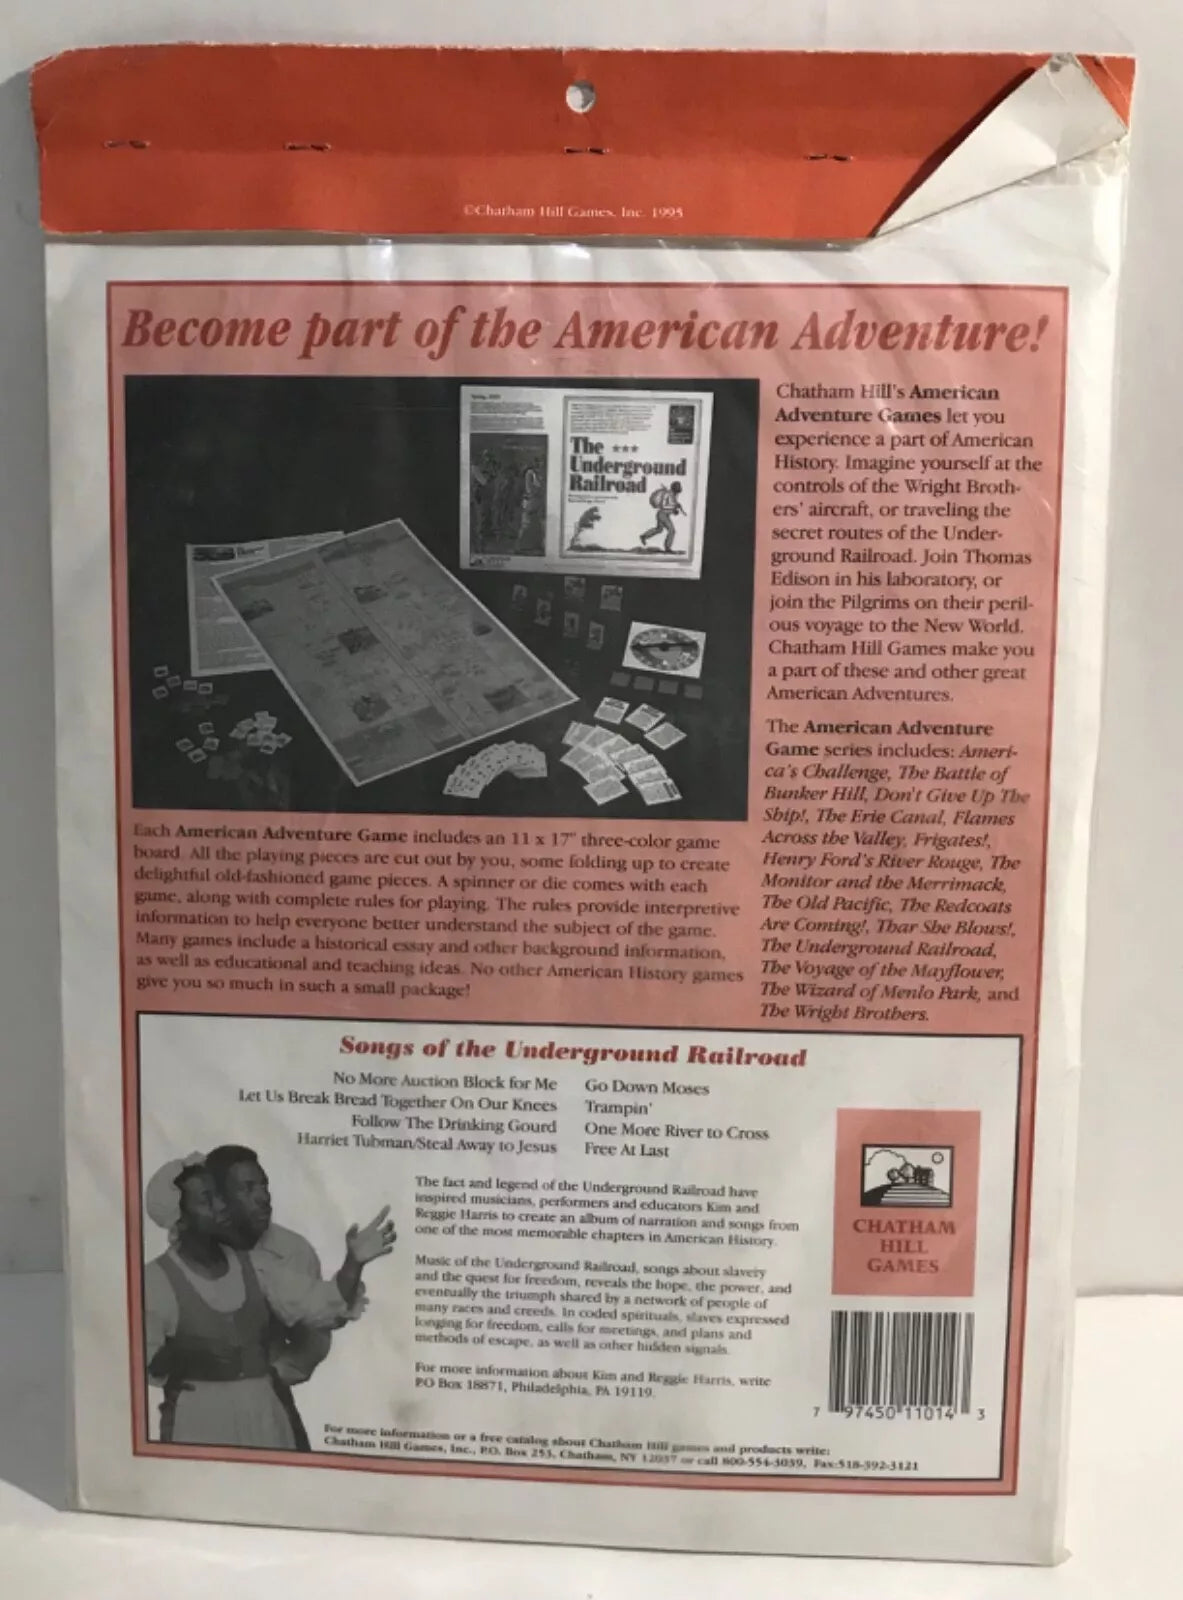 ©Chatham Hill Games, Inc. 1995
Become part of the American Adventure!
The ★★★
Underground
Railroad
Chatham Hill's American
Adventure Games let you
experience a part of American
History. Imagine yourself at the
controls of the Wright Broth-
ers' aircraft, or traveling the
secret routes of the Under-
ground Railroad. Join Thomas
Edison in his laboratory, or
join the Pilgrims on their peril-
ous voyage to the New World.
Chatham Hill Games make you
a part of these and other great
American Adventures.
The American Adventure
Game series includes: Ameri-
ca's Challenge, The Battle of
Bunker Hill, Don't Give Up The
Ship!, The Erie Canal, Flames
Across the Valley, Frigates!,
Henry Ford's River Rouge, The
Monitor and the Merrimack,
The Old Pacific, The Redcoats
Are Coming!, Thar She Blows!,
The Underground Railroad,
The Voyage of the Mayflower,
The Wizard of Menlo Park, and
The Wright Brothers.
Each American Adventure Game includes an 11 x 17" three-color game
board. All the playing pieces are cut out by you, some folding up to create
delightful old-fashioned game pieces. A spinner or die comes with each
game, along with complete rules for playing. The rules provide interpretive
information to help everyone better understand the subject of the game.
Many games include a historical essay and other background information,
as well as educational and teaching ideas. No other American History games
give you so much in such a small package!
Songs of the Underground Railroad
No More Auction Block for Me
Let Us Break Bread Together On Our Knees
Follow The Drinking Gourd
Harriet Tubman/Steal Away to Jesus
Go Down Moses
Trampin'
One More River to Cross
Free At Last
The fact and legend of the Underground Railroad have
inspired musicians, performers and educators Kim and
Reggie Harris to create an album of narration and songs from
one of the most memorable chapters in American History.
Music of the Underground Railroad, songs about slavery
and the quest for freedom, reveals the hope, the power, and
eventually the triumph shared by a network of people of
many races and creeds. In coded spirituals, slaves expressed
longing for freedom, calls for meetings, and plans and
methods of escape, as well as other hidden signals.
For more information about Kim and Reggie Harris, write
PO Box 18871, Philadelphia, PA 19119.
CHATHAM
HILL
GAMES
7 97450 11014 3
For more information or a free catalog about Chatham Hill games and products write:
Chatham Hill Games, Inc., P.O. Box 253, Chatham, NY 12037 or call 800-554-3039, Fax:518-392-3121